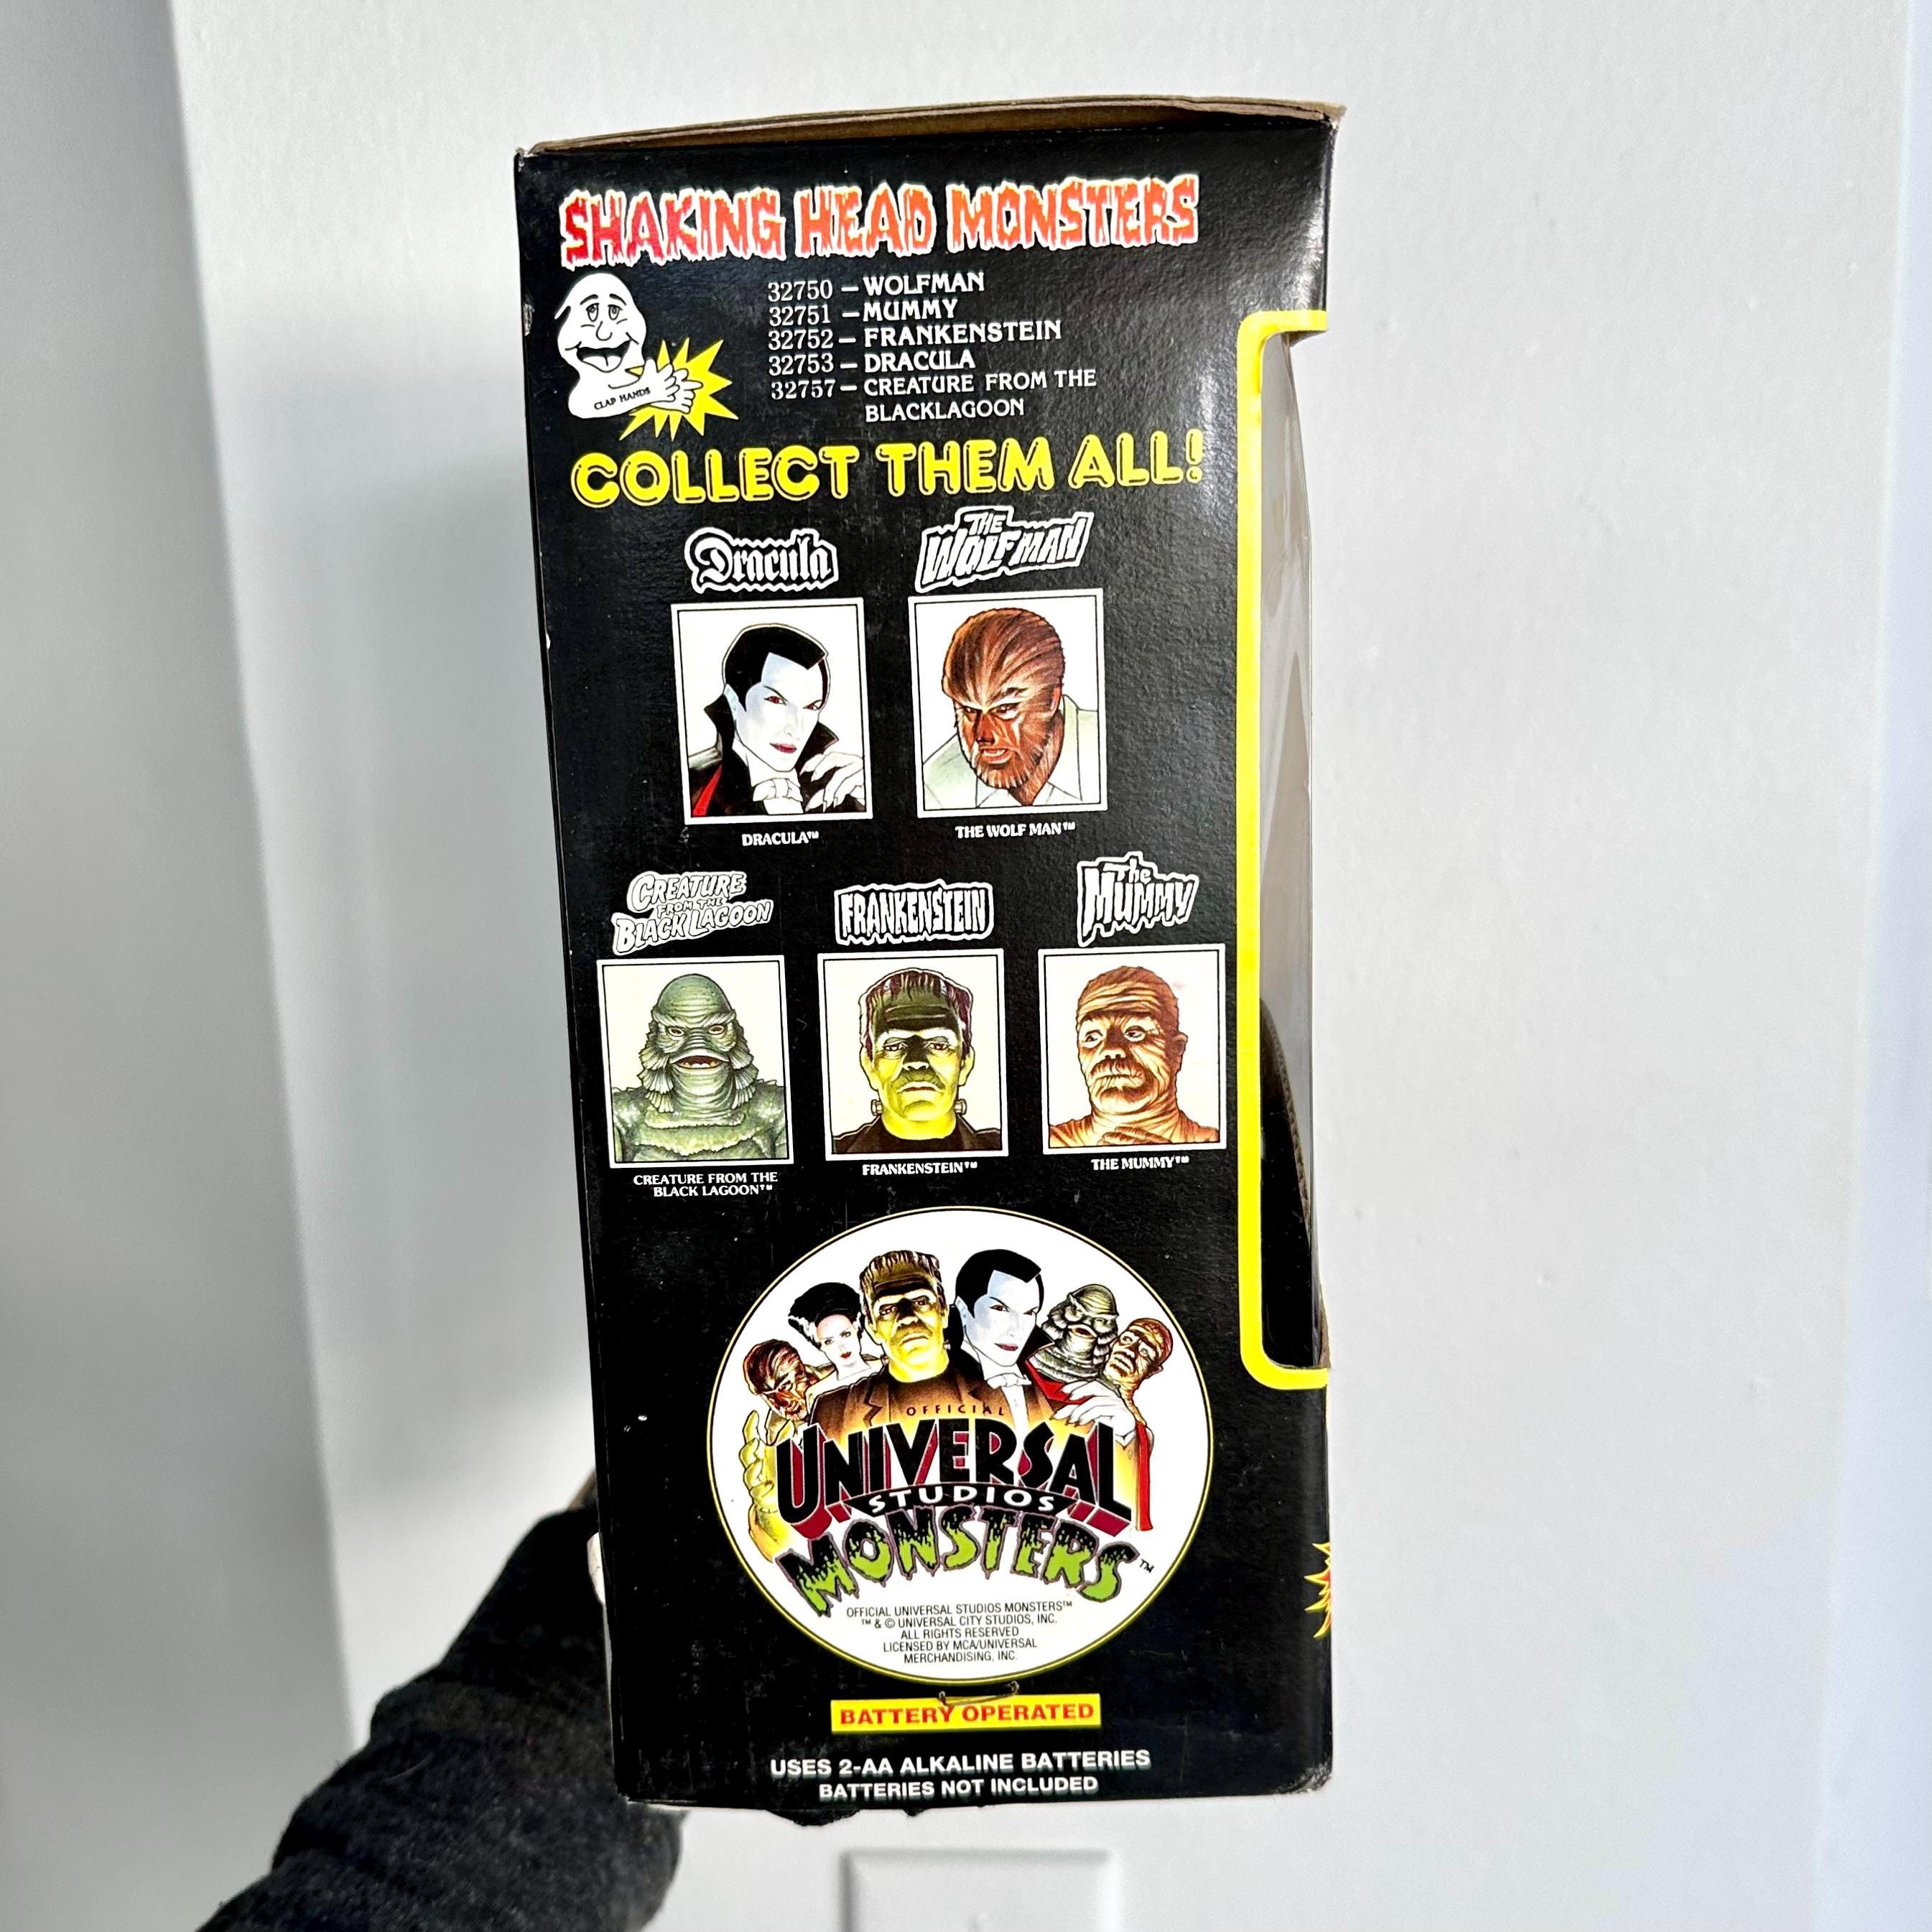 SHAKING HEAD MONSTERS
32750 – WOLFMAN
32751 – MUMMY
32752 – FRANKENSTEIN
32753 – DRACULA
32757 – CREATURE FROM THE
BLACKLAGOON
CLAP HANDS
COLLECT THEM ALL!
Dracula
THE
WOLF MAN
DRACULA™
THE WOLF MAN™
CREATURE
FROM THE
BLACK LAGOON
FRANKENSTEIN
The
MUMMY
CREATURE FROM THE
BLACK LAGOON™
FRANKENSTEIN™
THE MUMMY™
OFFICIAL
UNIVERSAL
STUDIOS
MONSTERS™
OFFICIAL UNIVERSAL STUDIOS MONSTERS™
™ & © UNIVERSAL CITY STUDIOS, INC.
ALL RIGHTS RESERVED
LICENSED BY MCA/UNIVERSAL
MERCHANDISING, INC.
BATTERY OPERATED
USES 2-AA ALKALINE BATTERIES
BATTERIES NOT INCLUDED